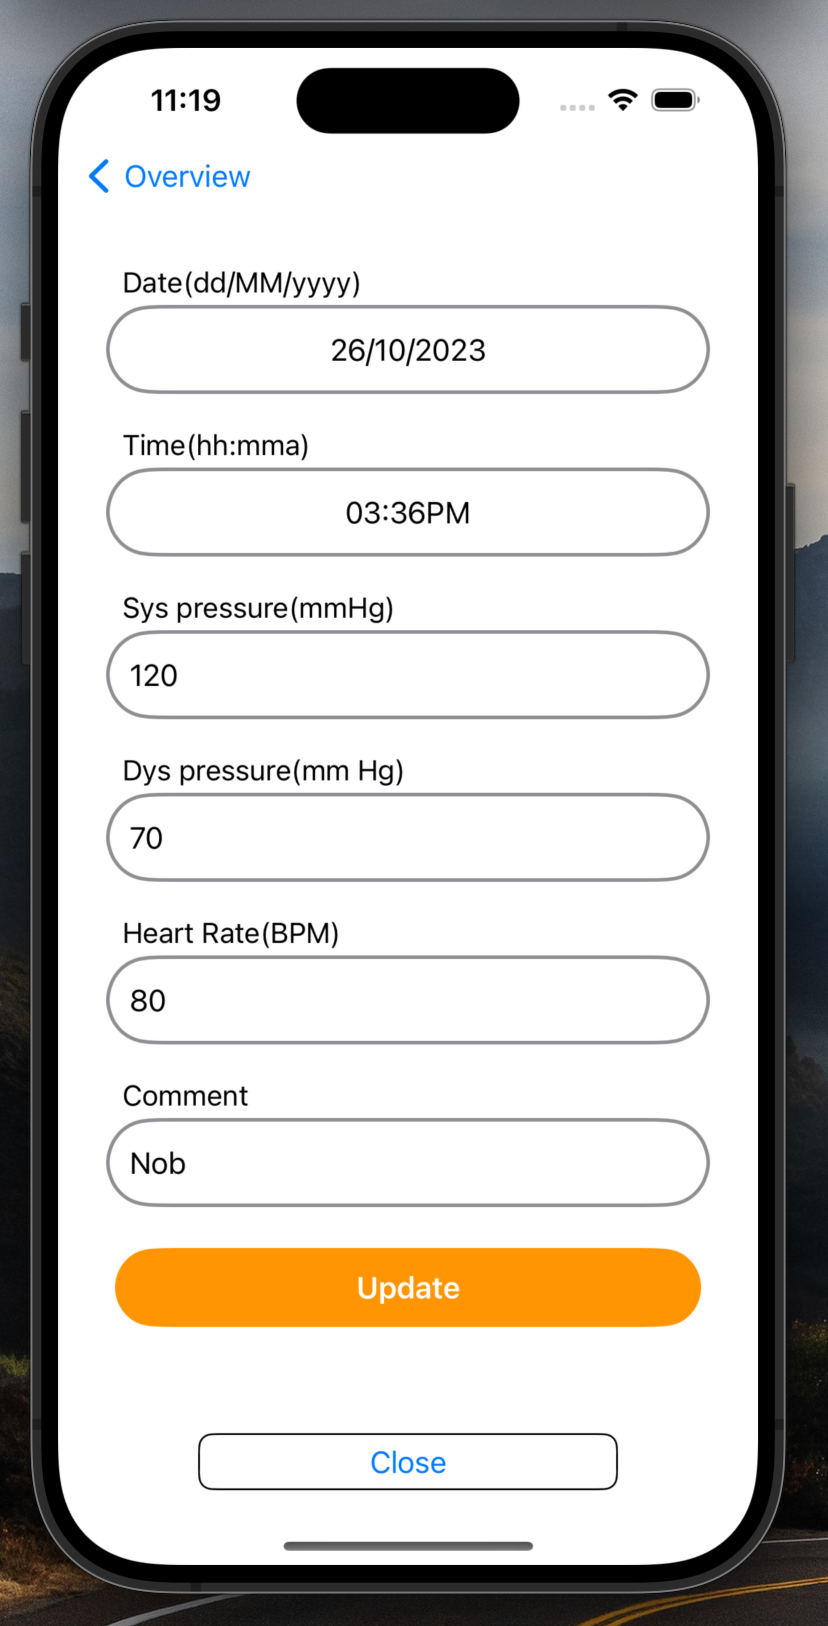 11:19
Overview
Date(dd/MM/yyyy)
26/10/2023
Time(hh:mma)
03:36PM
Sys pressure(mmHg)
120
Dys pressure(mm Hg)
70
Heart Rate(BPM)
80
Comment
Nob
Update
Close